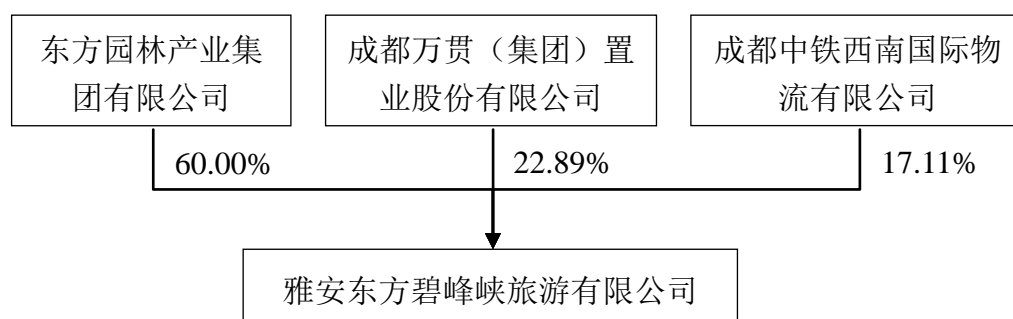 东方园林产业集
团有限公司
成都万贯（集团）置
业股份有限公司
成都中铁西南国际物
流有限公司
60.00%
22.89%
17.11%
雅安东方碧峰峡旅游有限公司